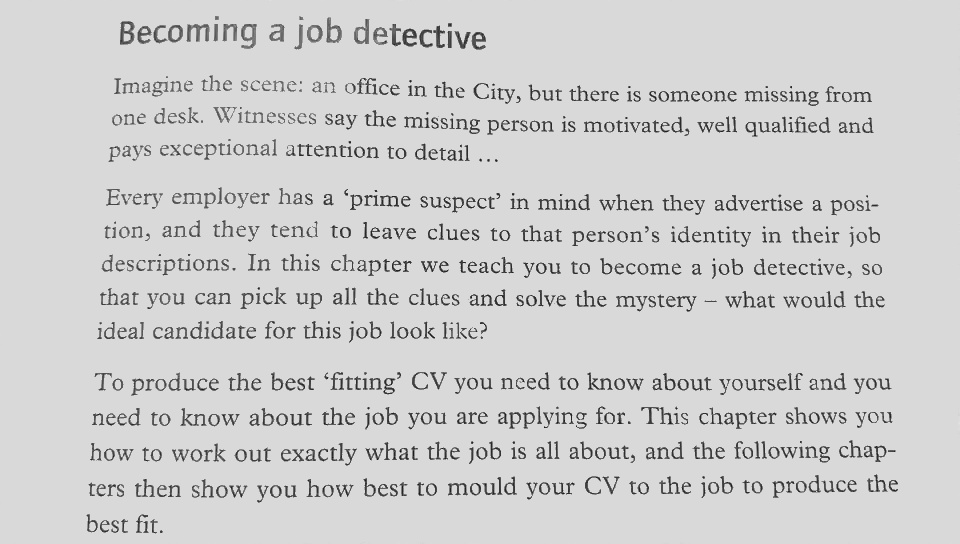 Becoming a job detective
Imagine the scene: an office in the City, but there is someone missing from
one desk. Witnesses say the missing person is motivated, well qualified and
pays exceptional attention to detail ...
Every employer has a ‘prime suspect’ in mind when they advertise a posi-
tion, and they tend to leave clues to that person’s identity in their job
descriptions. In this chapter we teach you to become a job detective, so
that you can pick up all the clues and solve the mystery – what would the
ideal candidate for this job look like?
To produce the best ‘fitting’ CV you need to know about yourself and you
need to know about the job you are applying for. This chapter shows you
how to work out exactly what the job is all about, and the following chap-
ters then show you how best to mould your CV to the job to produce the
best fit.